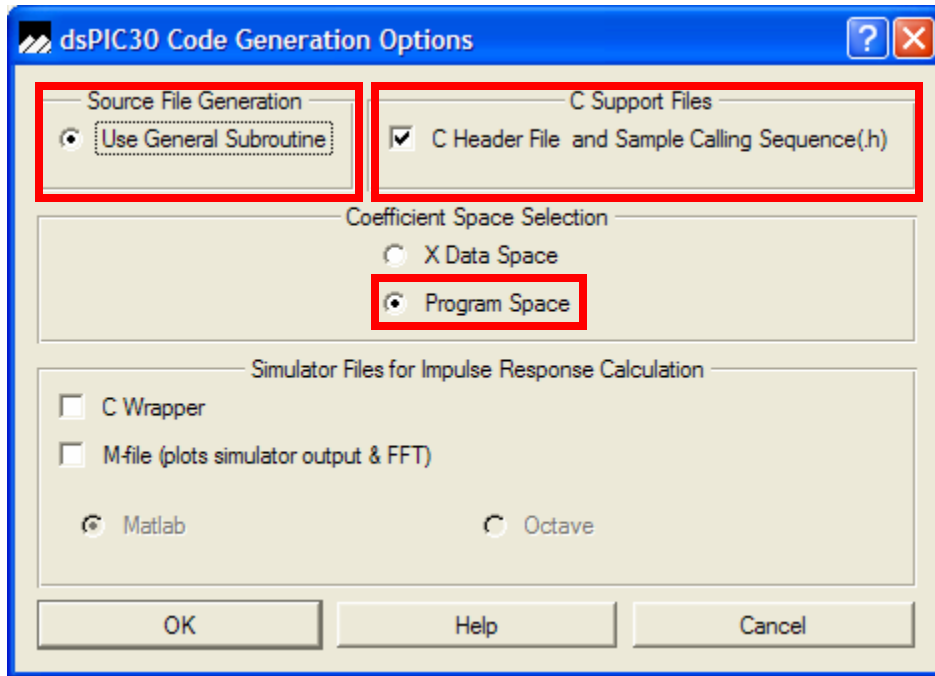 dsPIC30 Code Generation Options
Source File Generation
Use General Subroutine
C Support Files
C Header File and Sample Calling Sequence(.h)
Coefficient Space Selection
X Data Space
Program Space
Simulator Files for Impulse Response Calculation
C Wrapper
M-file (plots simulator output & FFT)
Matlab
Octave
OK
Help
Cancel